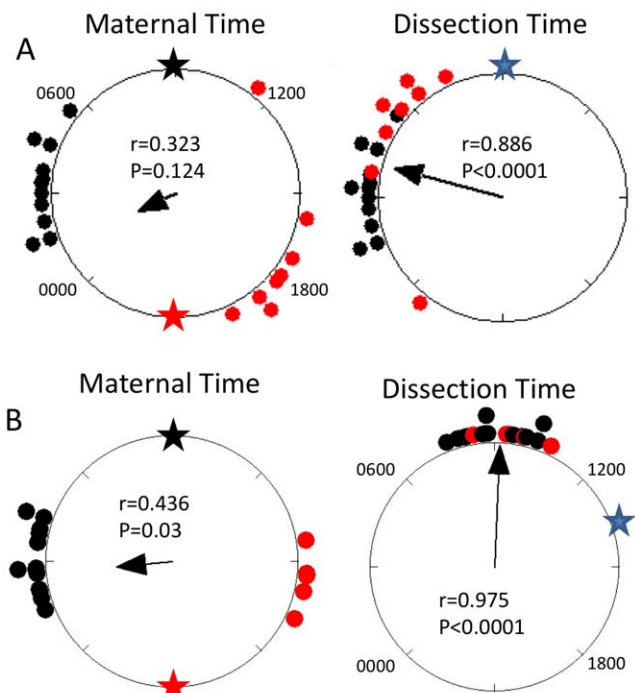 Maternal Time
Dissection Time
A
0600
1200
r=0.323
P=0.124
r=0.886
P<0.0001
0000
1800
Maternal Time
Dissection Time
B
r=0.436
P=0.03
0600
1200
r=0.975
P<0.0001
0000
1800